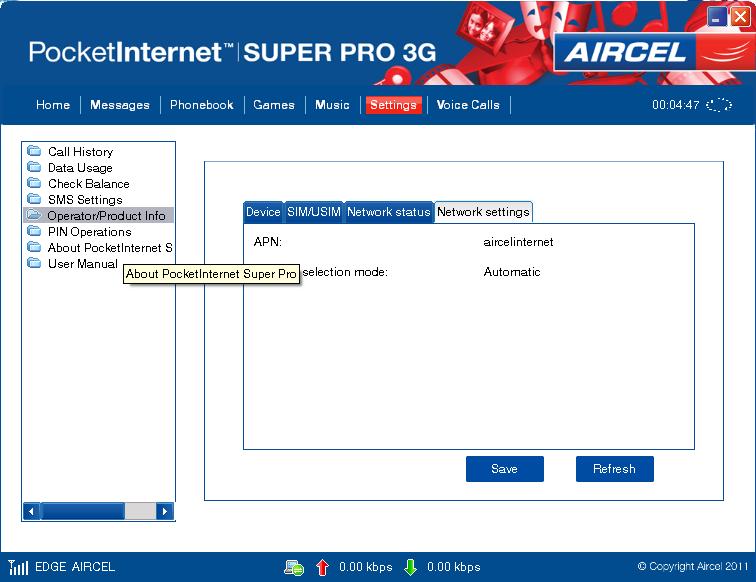 PocketInternet™ | SUPER PRO 3G
AIRCEL
Home Messages Phonebook Games Music Settings Voice Calls 00:04:47
Call History
Data Usage
Check Balance
SMS Settings
Operator/Product Info
PIN Operations
About PocketInternet S
User Manual
About PocketInternet Super Pro
Device SIM/USIM Network status Network settings
APN: aircelinternet
selection mode: Automatic
Save Refresh
EDGE AIRCEL 0.00 kbps 0.00 kbps © Copyright Aircel 2011